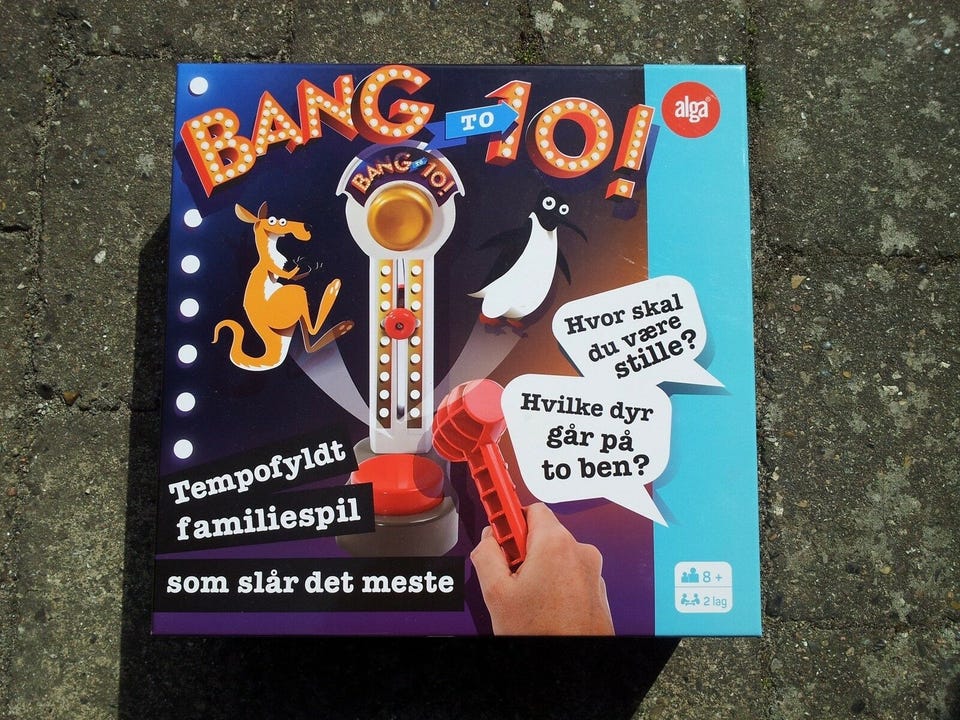 BANG TO 10!
alga®
BANG TO 10!
Hvor skal
du være
stille?
Hvilke dyr
går på
to ben?
Tempofyldt
familiespil
som slår det meste
8 +
2 lag